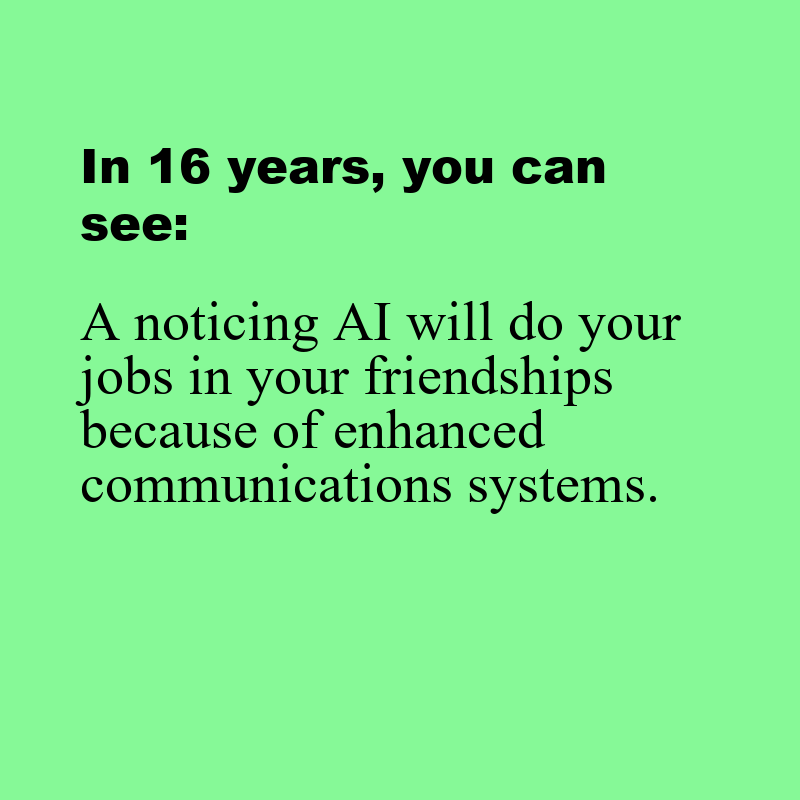 In 16 years, you can
see:
A noticing AI will do your
jobs in your friendships
because of enhanced
communications systems.